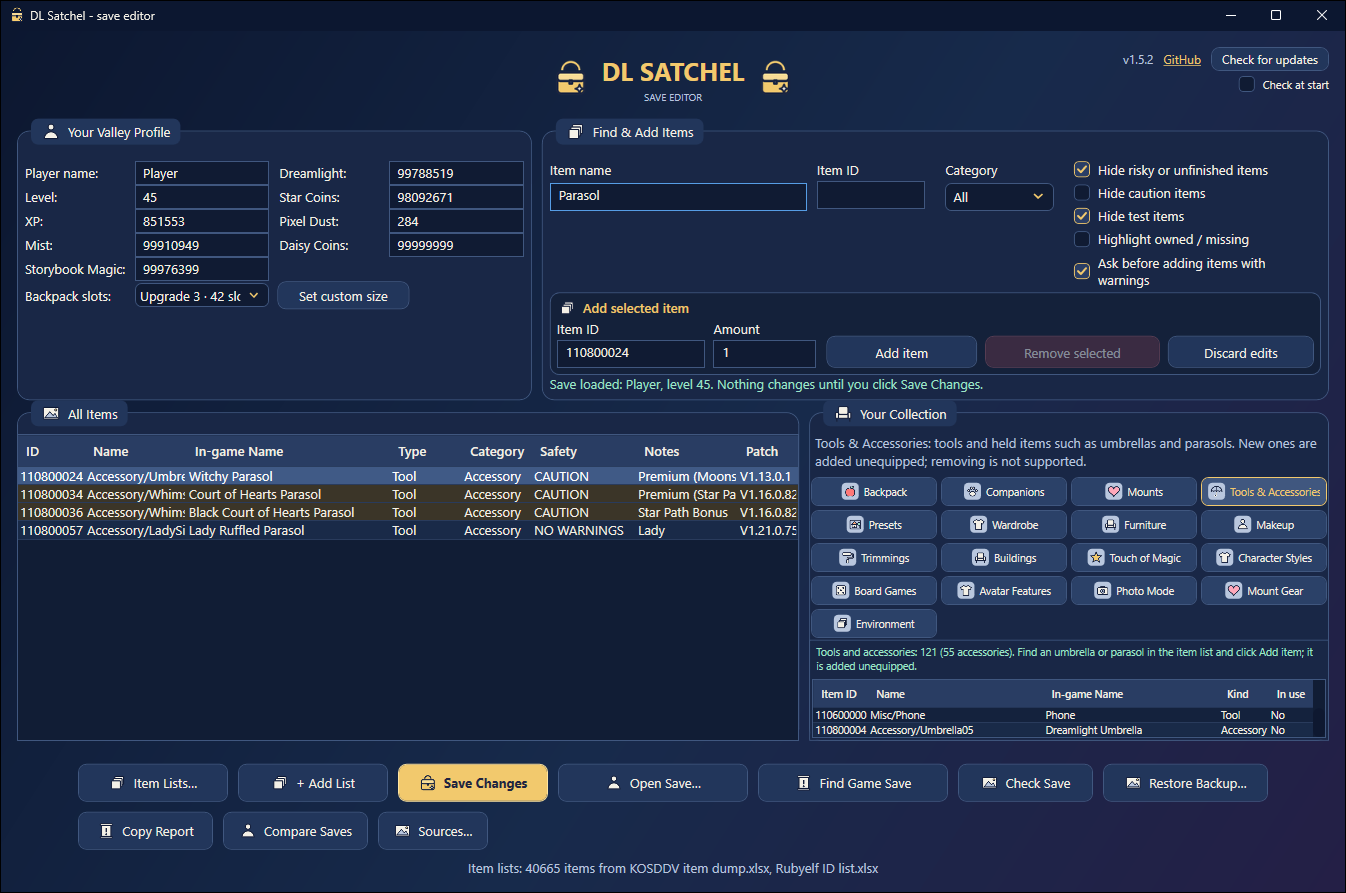 DL Satchel - save editor
DL SATCHEL
SAVE EDITOR
v1.5.2 GitHub Check for updates
Check at start
Your Valley Profile
Player name: Player Dreamlight: 99788519
Level: 45 Star Coins: 98092671
XP: 851553 Pixel Dust: 284
Mist: 99910949 Daisy Coins: 99999999
Storybook Magic: 99976399
Backpack slots: Upgrade 3 · 42 slo Set custom size
Find & Add Items
Item name Item ID Category
Parasol All
Hide risky or unfinished items
Hide caution items
Hide test items
Highlight owned / missing
Ask before adding items with
warnings
Add selected item
Item ID Amount
110800024 1 Add item Remove selected Discard edits
Save loaded: Player, level 45. Nothing changes until you click Save Changes.
All Items
ID Name In-game Name Type Category Safety Notes Patch
110800024 Accessory/Umbre Witchy Parasol Tool Accessory CAUTION Premium (Moons V1.13.0.1
110800034 Accessory/Whims Court of Hearts Parasol Tool Accessory CAUTION Premium (Star Pa V1.16.0.82
110800036 Accessory/Whims Black Court of Hearts Parasol Tool Accessory CAUTION Star Path Bonus V1.16.0.82
110800057 Accessory/LadySi Lady Ruffled Parasol Tool Accessory NO WARNINGS Lady V1.21.0.75
Your Collection
Tools & Accessories: tools and held items such as umbrellas and parasols. New ones are
added unequipped; removing is not supported.
Backpack Companions Mounts Tools & Accessories
Presets Wardrobe Furniture Makeup
Trimmings Buildings Touch of Magic Character Styles
Board Games Avatar Features Photo Mode Mount Gear
Environment
Tools and accessories: 121 (55 accessories). Find an umbrella or parasol in the item list and click Add item; it
is added unequipped.
Item ID Name In-game Name Kind In use
110600000 Misc/Phone Phone Tool No
110800004 Accessory/Umbrella05 Dreamlight Umbrella Accessory No
Item Lists... + Add List Save Changes Open Save... Find Game Save Check Save Restore Backup...
Copy Report Compare Saves Sources...
Item lists: 40665 items from KOSDDV item dump.xlsx, Rubyelf ID list.xlsx